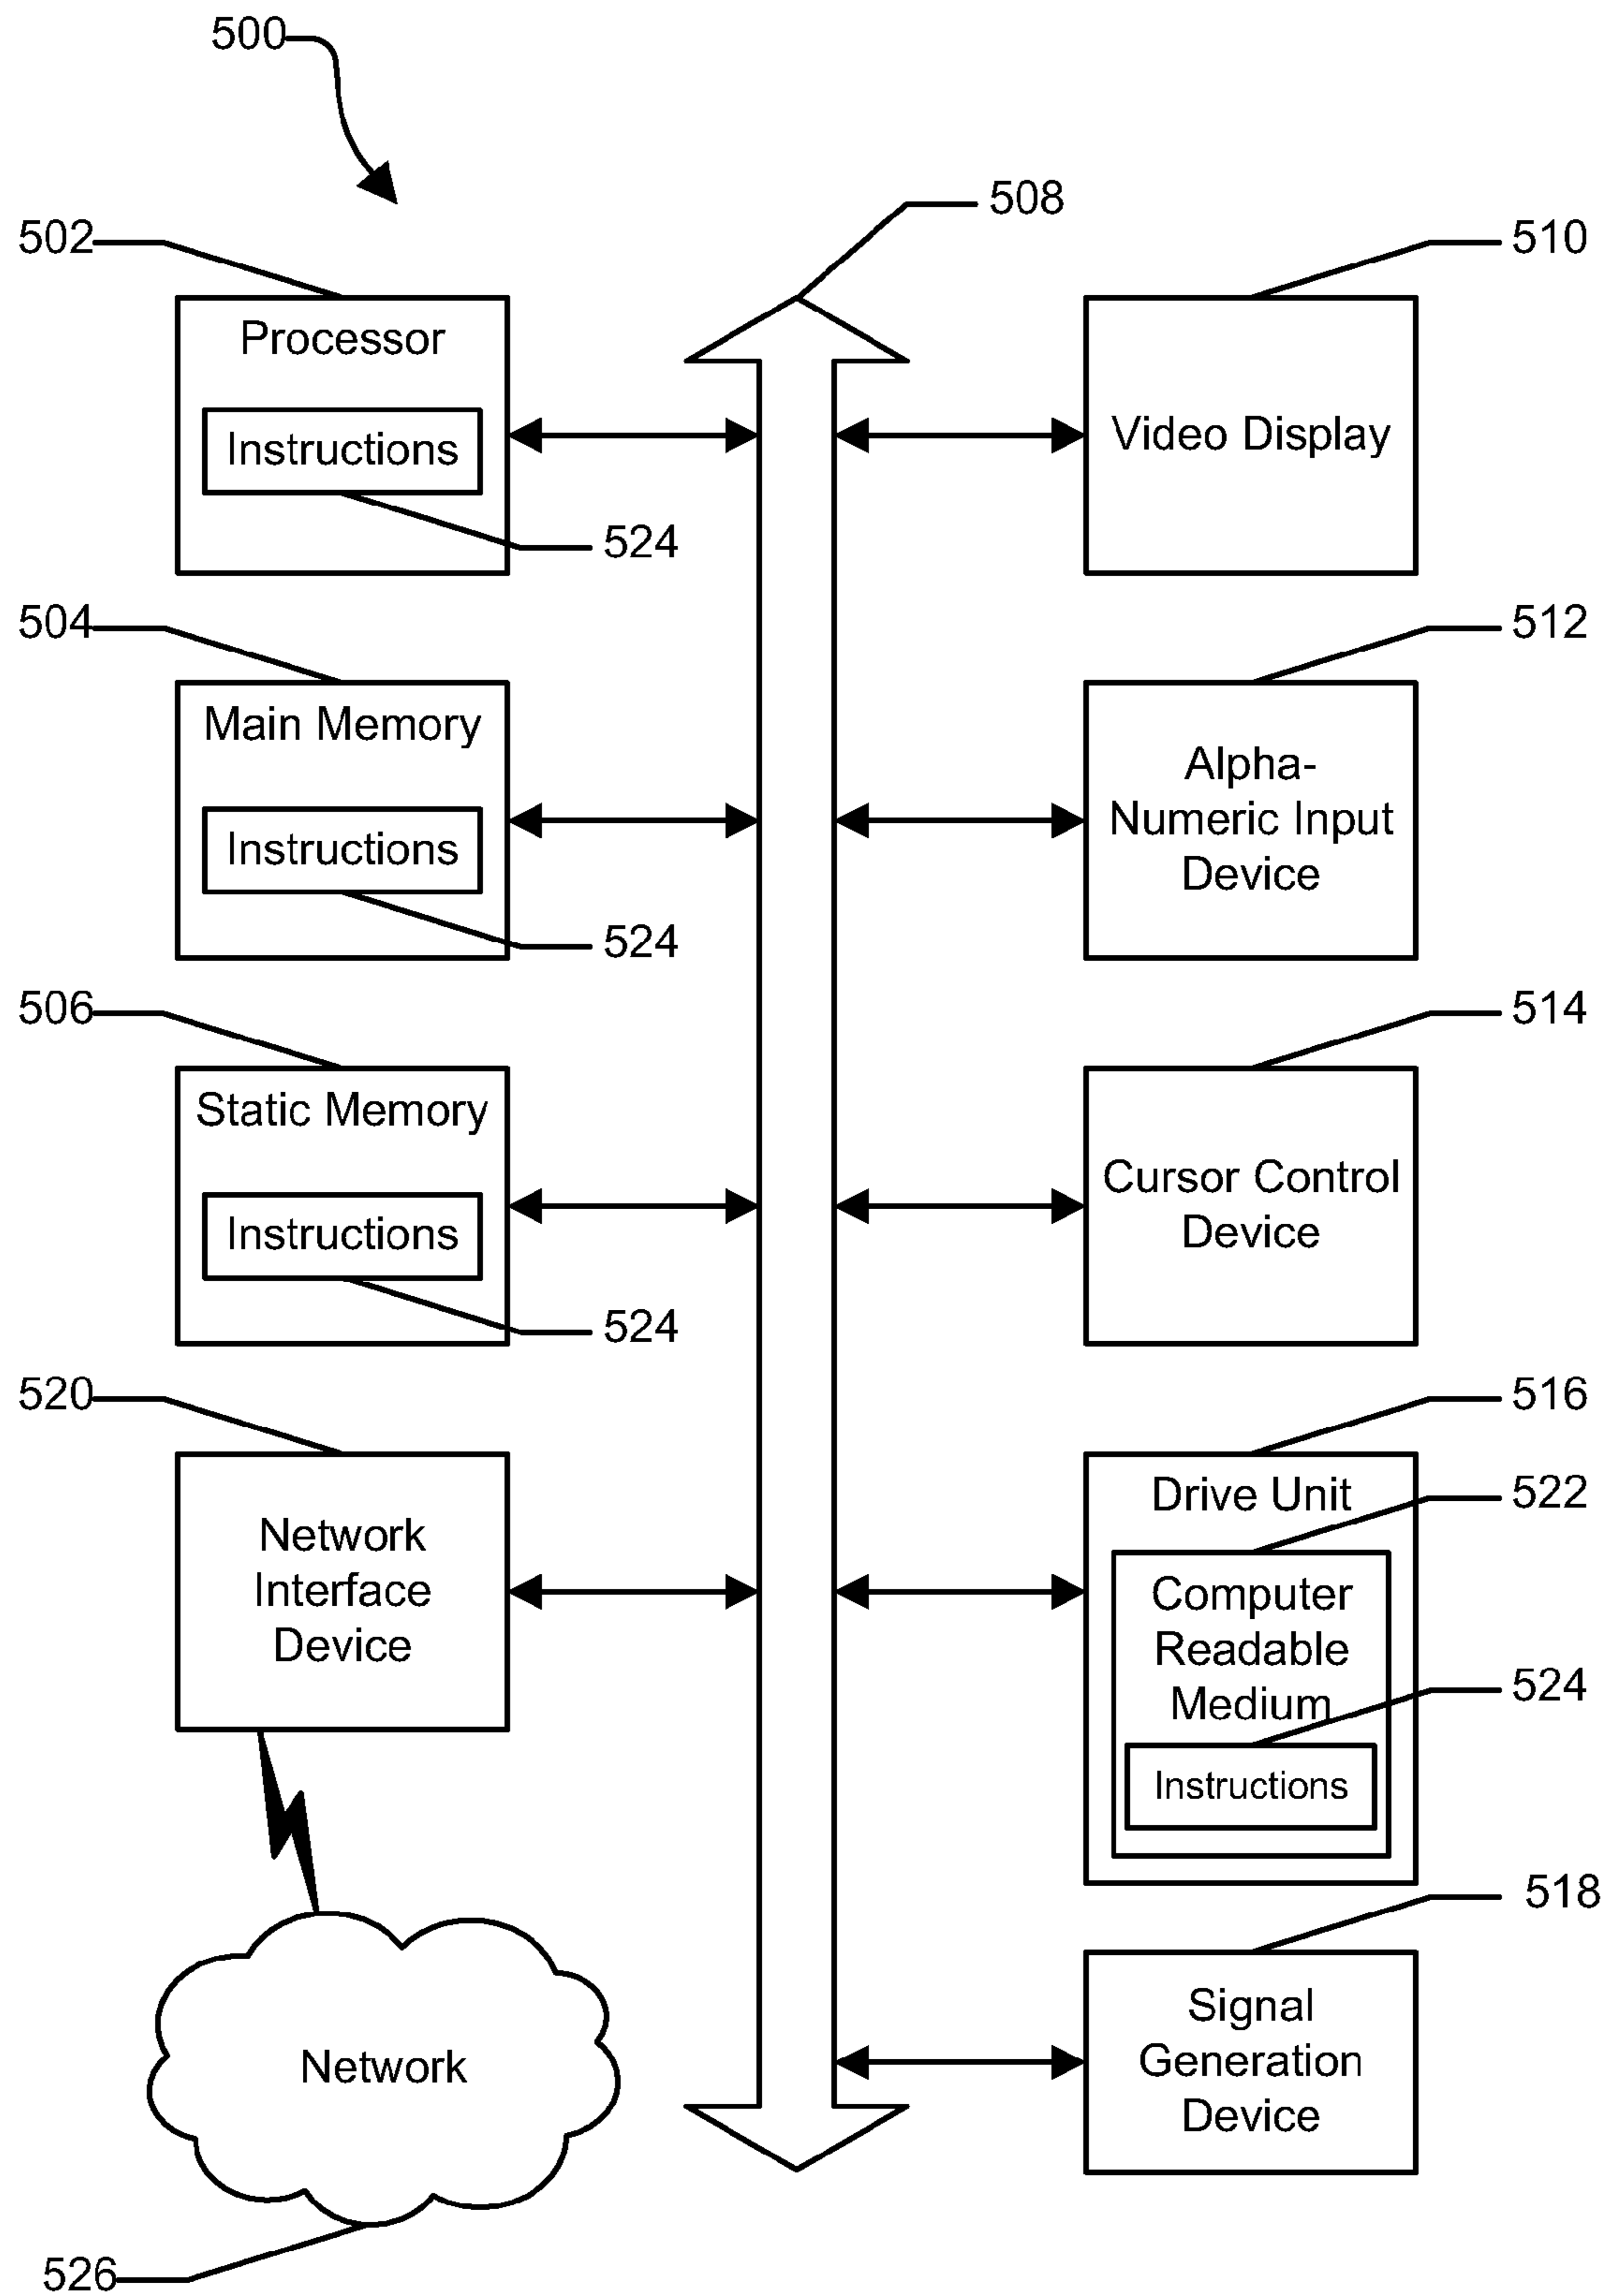 500
508
502
510
Processor
Instructions
524
Video Display
504
512
Main Memory
Instructions
524
Alpha-
Numeric Input
Device
506
514
Static Memory
Instructions
524
Cursor Control
Device
520
516
Network
Interface
Device
Drive Unit
522
Computer
Readable
Medium
524
Instructions
518
Signal
Generation
Device
Network
526